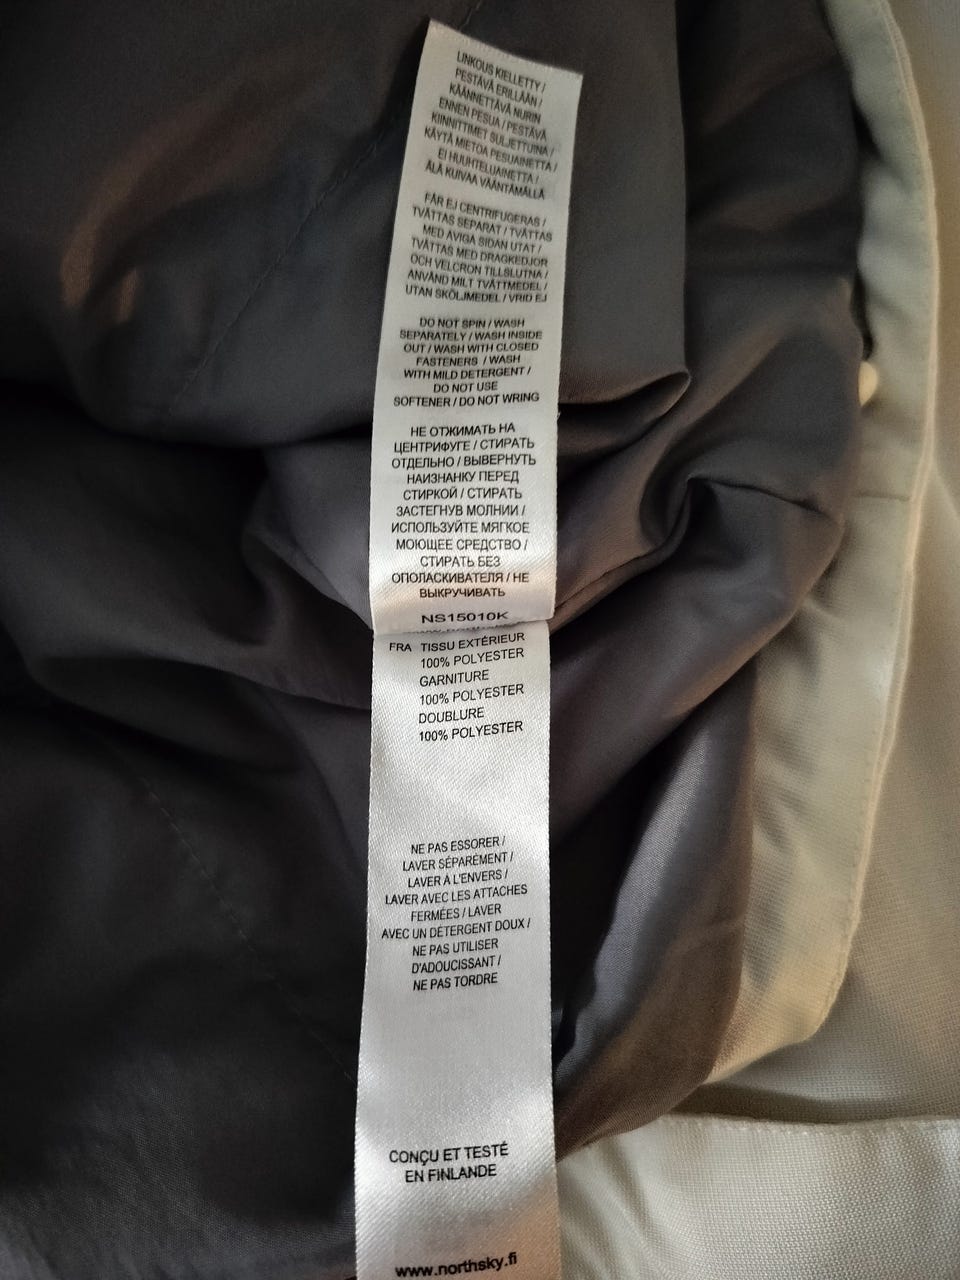 LINKOUS KIELLETTY /
PESTÄVÄ ERILLÄÄN /
KÄÄNNETTÄVÄ NURIN
ENNEN PESUA / PESTÄVÄ
KIINNITTIMET SULJETTUINA /
KÄYTÄ MIETOA PESUAINETTA /
EI HUUHTELUAINETTA /
ÄLÄ KUIVAA VÄÄNTÄMÄLLÄ
FÅR EJ CENTRIFUGERAS /
TVÄTTAS SEPARAT / TVÄTTAS
MED AVIGA SIDAN UTÅT /
TVÄTTAS MED DRAGKEDJOR
OCH VELCRON TILLSLUTNA /
ANVÄND MILT TVÄTTMEDEL /
UTAN SKÖLJMEDEL / VRID EJ
DO NOT SPIN / WASH
SEPARATELY / WASH INSIDE
OUT / WASH WITH CLOSED
FASTENERS / WASH
WITH MILD DETERGENT /
DO NOT USE
SOFTENER / DO NOT WRING
НЕ ОТЖИМАТЬ НА
ЦЕНТРИФУГЕ / СТИРАТЬ
ОТДЕЛЬНО / ВЫВЕРНУТЬ
НАИЗНАНКУ ПЕРЕД
СТИРКОЙ / СТИРАТЬ
ЗАСТЕГНУВ МОЛНИИ /
ИСПОЛЬЗУЙТЕ МЯГКОЕ
МОЮЩЕЕ СРЕДСТВО /
СТИРАТЬ БЕЗ
ОПОЛАСКИВАТЕЛЯ / НЕ
ВЫКРУЧИВАТЬ
NS15010K
FRA TISSU EXTÉRIEUR
100% POLYESTER
GARNITURE
100% POLYESTER
DOUBLURE
100% POLYESTER
NE PAS ESSORER /
LAVER SÉPARÉMENT /
LAVER À L'ENVERS /
LAVER AVEC LES ATTACHES
FERMÉES / LAVER
AVEC UN DÉTERGENT DOUX /
NE PAS UTILISER
D'ADOUCISSANT /
NE PAS TORDRE
CONÇU ET TESTÉ
EN FINLANDE
www.northsky.fi